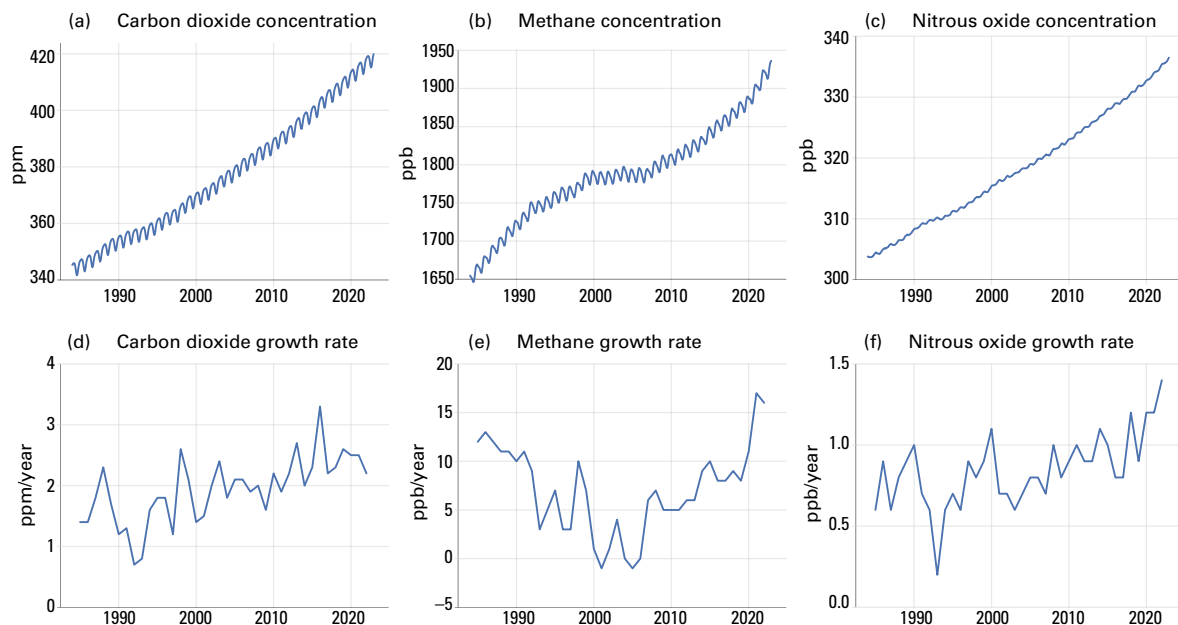 (a) Carbon dioxide concentration
(b) Methane concentration
(c) Nitrous oxide concentration
ppm
420
400
380
360
340
1990 2000 2010 2020
ppb
1950
1900
1850
1800
1750
1700
1650
1990 2000 2010 2020
ppb
340
330
320
310
300
1990 2000 2010 2020
(d) Carbon dioxide growth rate
(e) Methane growth rate
(f) Nitrous oxide growth rate
ppm/year
4
3
2
1
0
1990 2000 2010 2020
ppb/year
20
15
10
5
0
−5
1990 2000 2010 2020
ppb/year
1.5
1.0
0.5
0.0
1990 2000 2010 2020